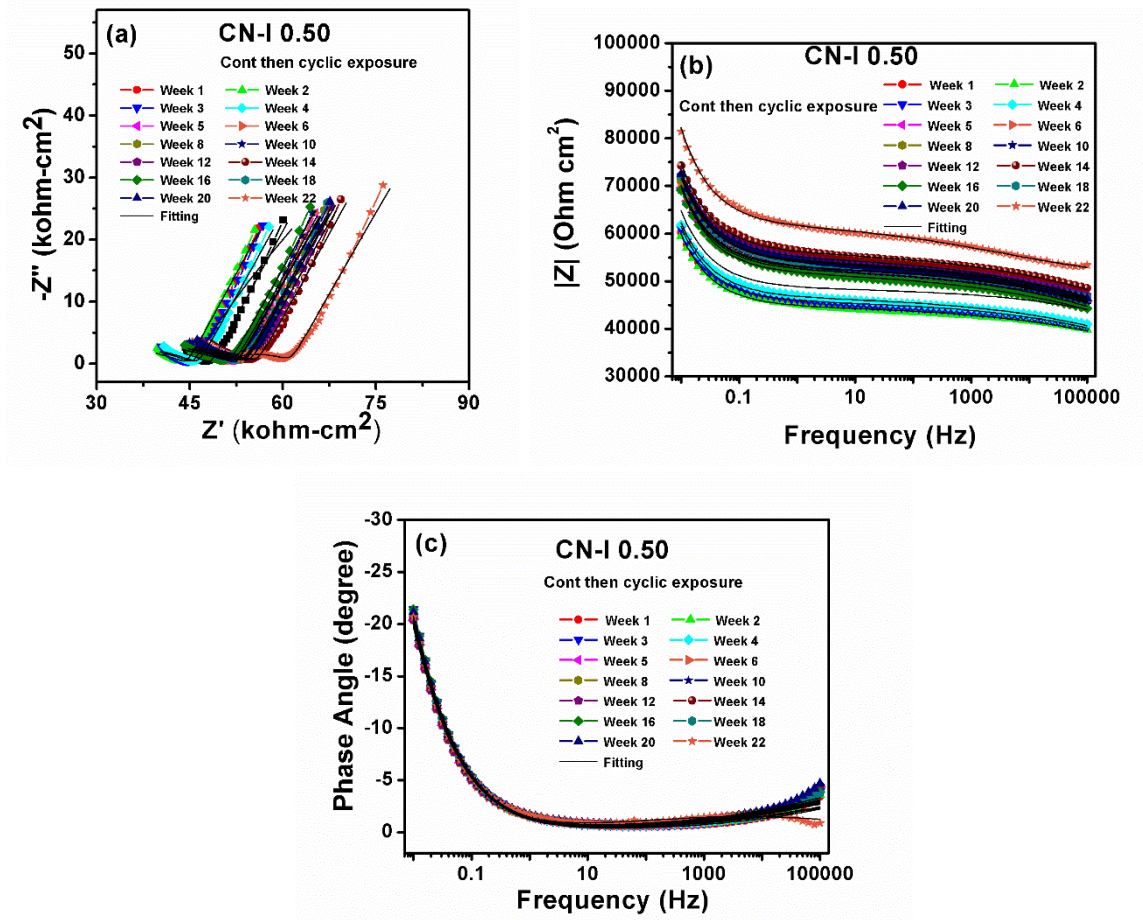 (a)
CN-I 0.50
Cont then cyclic exposure
Week 1 Week 2
Week 3 Week 4
Week 5 Week 6
Week 8 Week 10
Week 12 Week 14
Week 16 Week 18
Week 20 Week 22
Fitting
50
40
30
20
10
0
-Z'' (kohm-cm²)
30 45 60 75 90
Z' (kohm-cm²)
(b)
CN-I 0.50
Week 1 Week 2
Week 3 Week 4
Cont then cyclic exposure
Week 5 Week 6
Week 8 Week 10
Week 12 Week 14
Week 16 Week 18
Week 20 Week 22
Fitting
100000
90000
80000
70000
60000
50000
40000
30000
|Z| (Ohm cm²)
0.1 10 1000 100000
Frequency (Hz)
(c)
CN-I 0.50
Cont then cyclic exposure
Week 1 Week 2
Week 3 Week 4
Week 5 Week 6
Week 8 Week 10
Week 12 Week 14
Week 16 Week 18
Week 20 Week 22
Fitting
-30
-25
-20
-15
-10
-5
0
Phase Angle (degree)
0.1 10 1000 100000
Frequency (Hz)